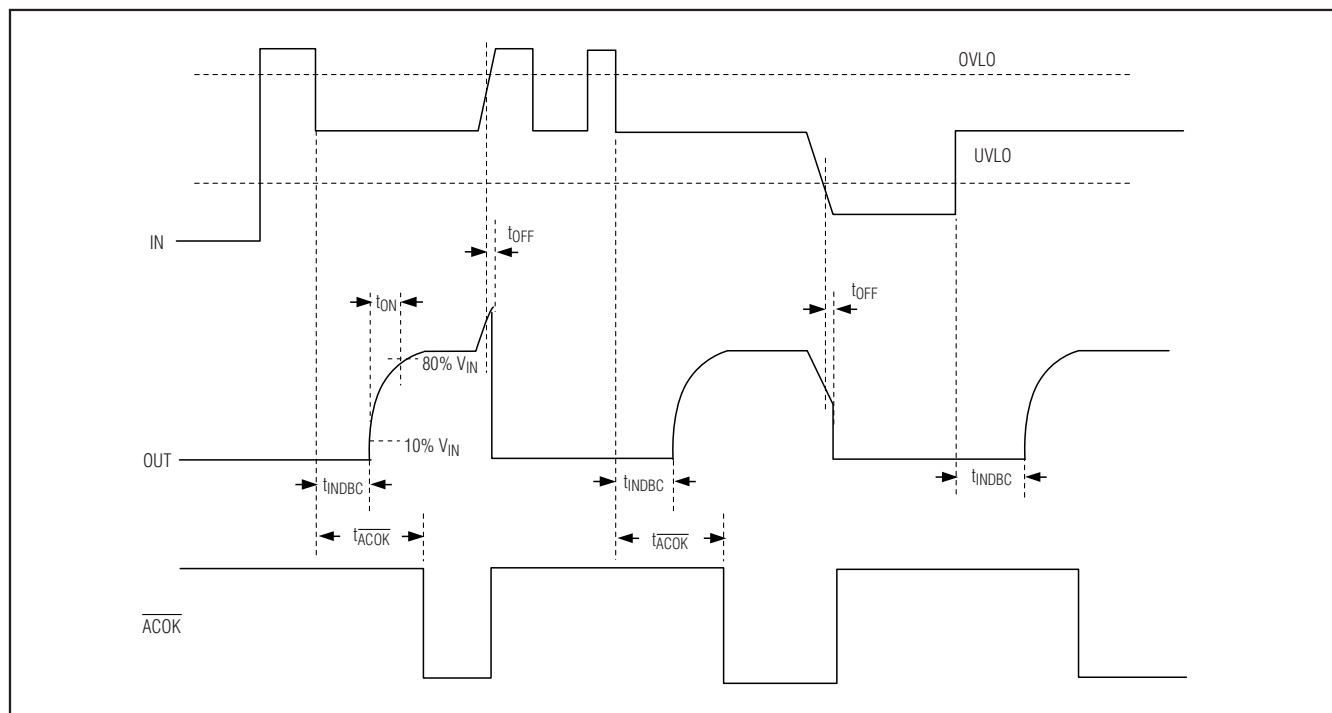 OVLO
UVLO
IN
tOFF
tON
tOFF
80% VIN
10% VIN
OUT
tINDBC
tINDBC
tINDBC
tACOK
tACOK
ACOK